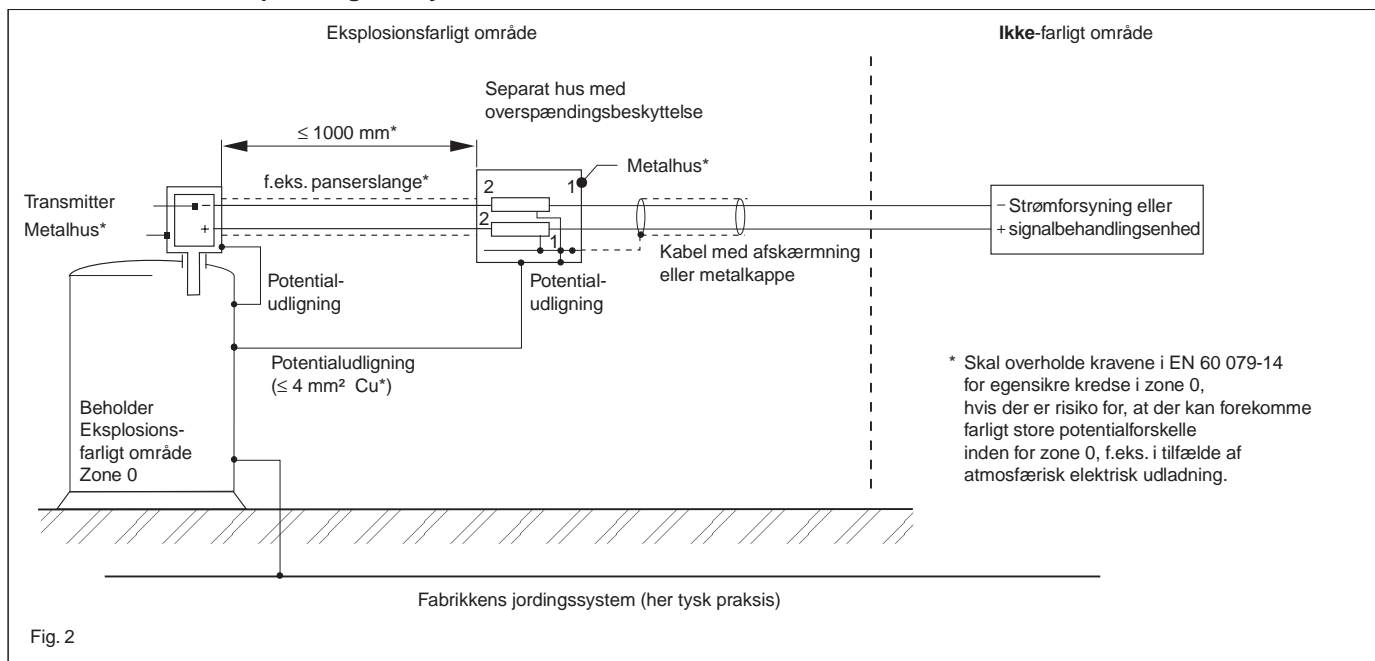 Eksplosionsfarligt område
Ikke-farligt område
Separat hus med
overspændingsbeskyttelse
≤ 1000 mm*
Metalhus*
f.eks. panserslange*
2
1
Transmitter
Metalhus*
–
+
2
1
– Strømforsyning eller
+ signalbehandlingsenhed
Kabel med afskærmning
eller metalkappe
Potential-
udligning
Potential-
udligning
Potentialudligning
(≤ 4 mm² Cu*)
Beholder
Eksplosions-
farligt område
Zone 0
* Skal overholde kravene i EN 60 079-14
for egensikre kredse i zone 0,
hvis der er risiko for, at der kan forekomme
farligt store potentialforskelle
inden for zone 0, f.eks. i tilfælde af
atmosfærisk elektrisk udladning.
Fabrikkens jordingssystem (her tysk praksis)
Fig. 2